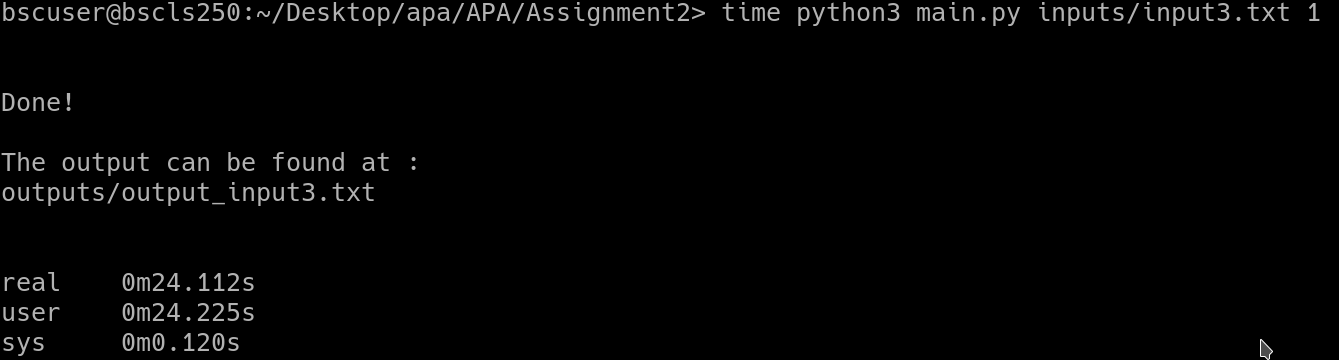 bscuser@bscls250:~/Desktop/apa/APA/Assignment2> time python3 main.py inputs/input3.txt 1
Done!
The output can be found at :
outputs/output_input3.txt
real 0m24.112s
user 0m24.225s
sys 0m0.120s